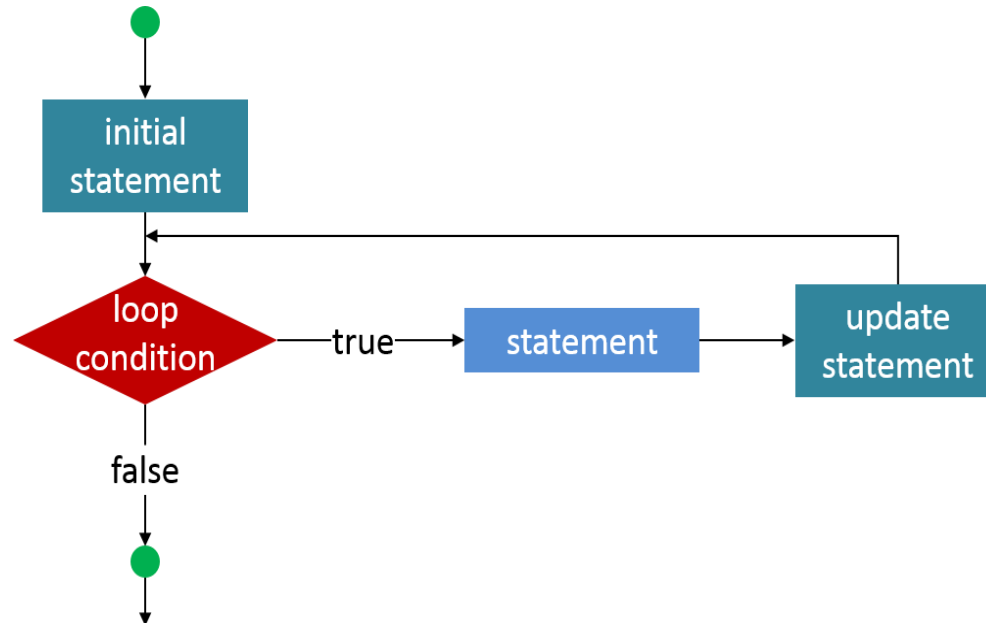 initial
statement
loop
condition
true
statement
update
statement
false